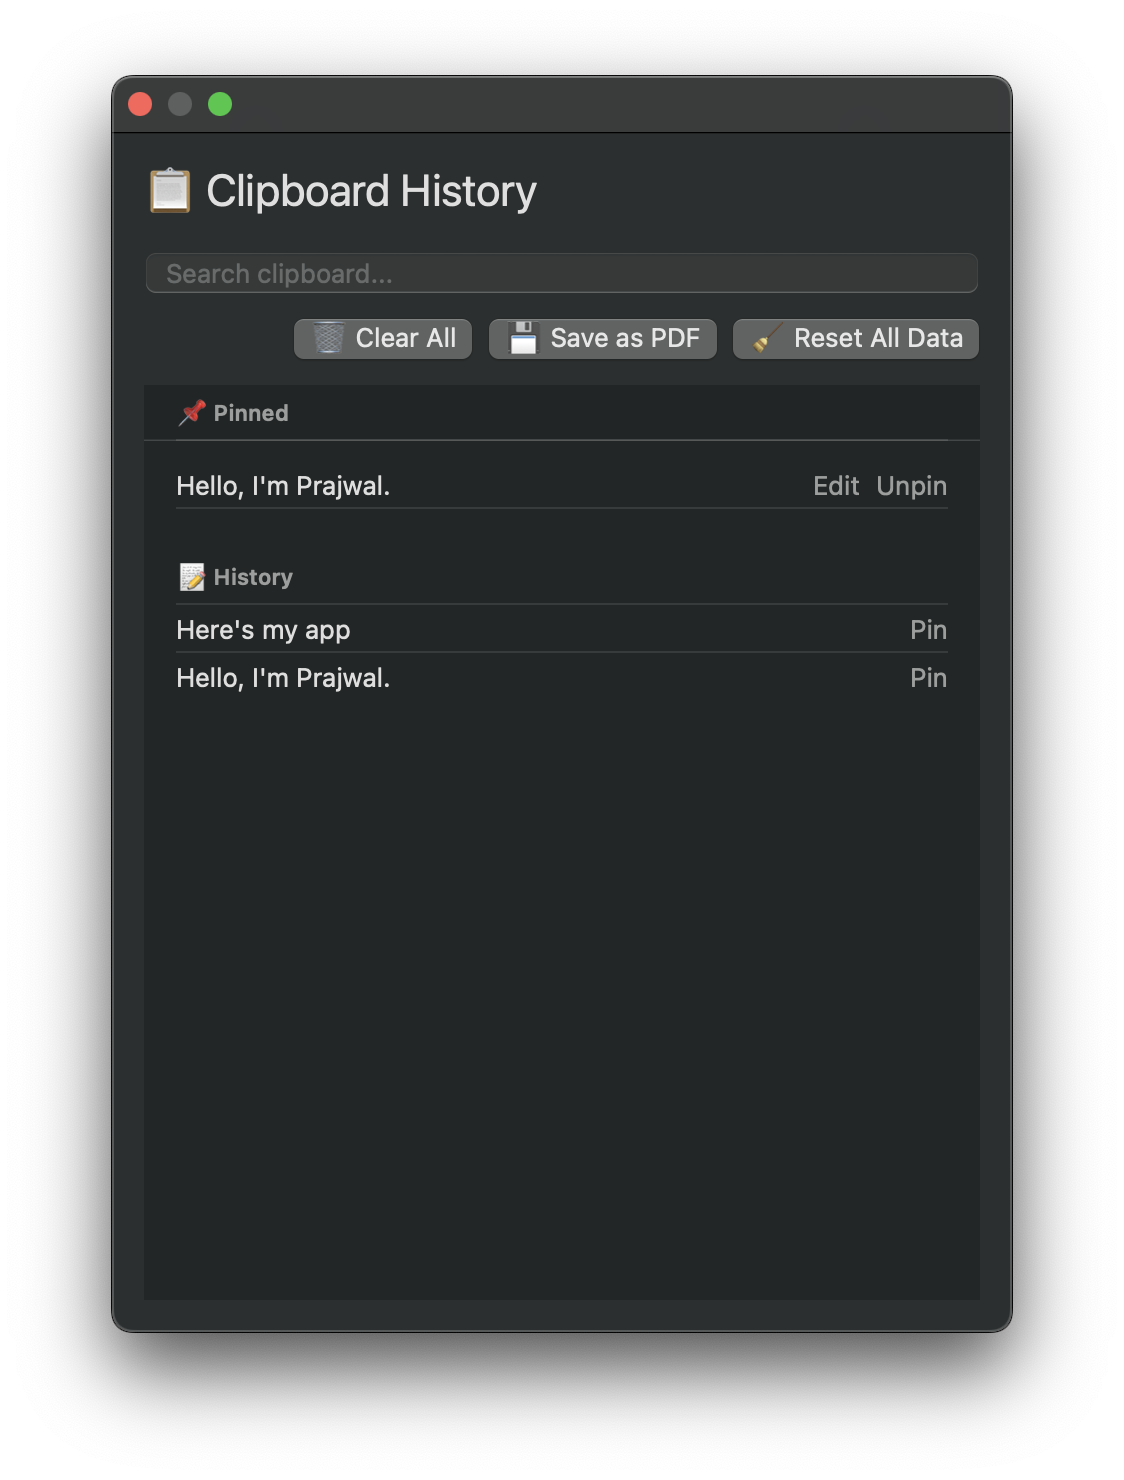 Clipboard History
Search clipboard...
Clear All Save as PDF Reset All Data
Pinned
Hello, I'm Prajwal. Edit Unpin
History
Here's my app Pin
Hello, I'm Prajwal. Pin